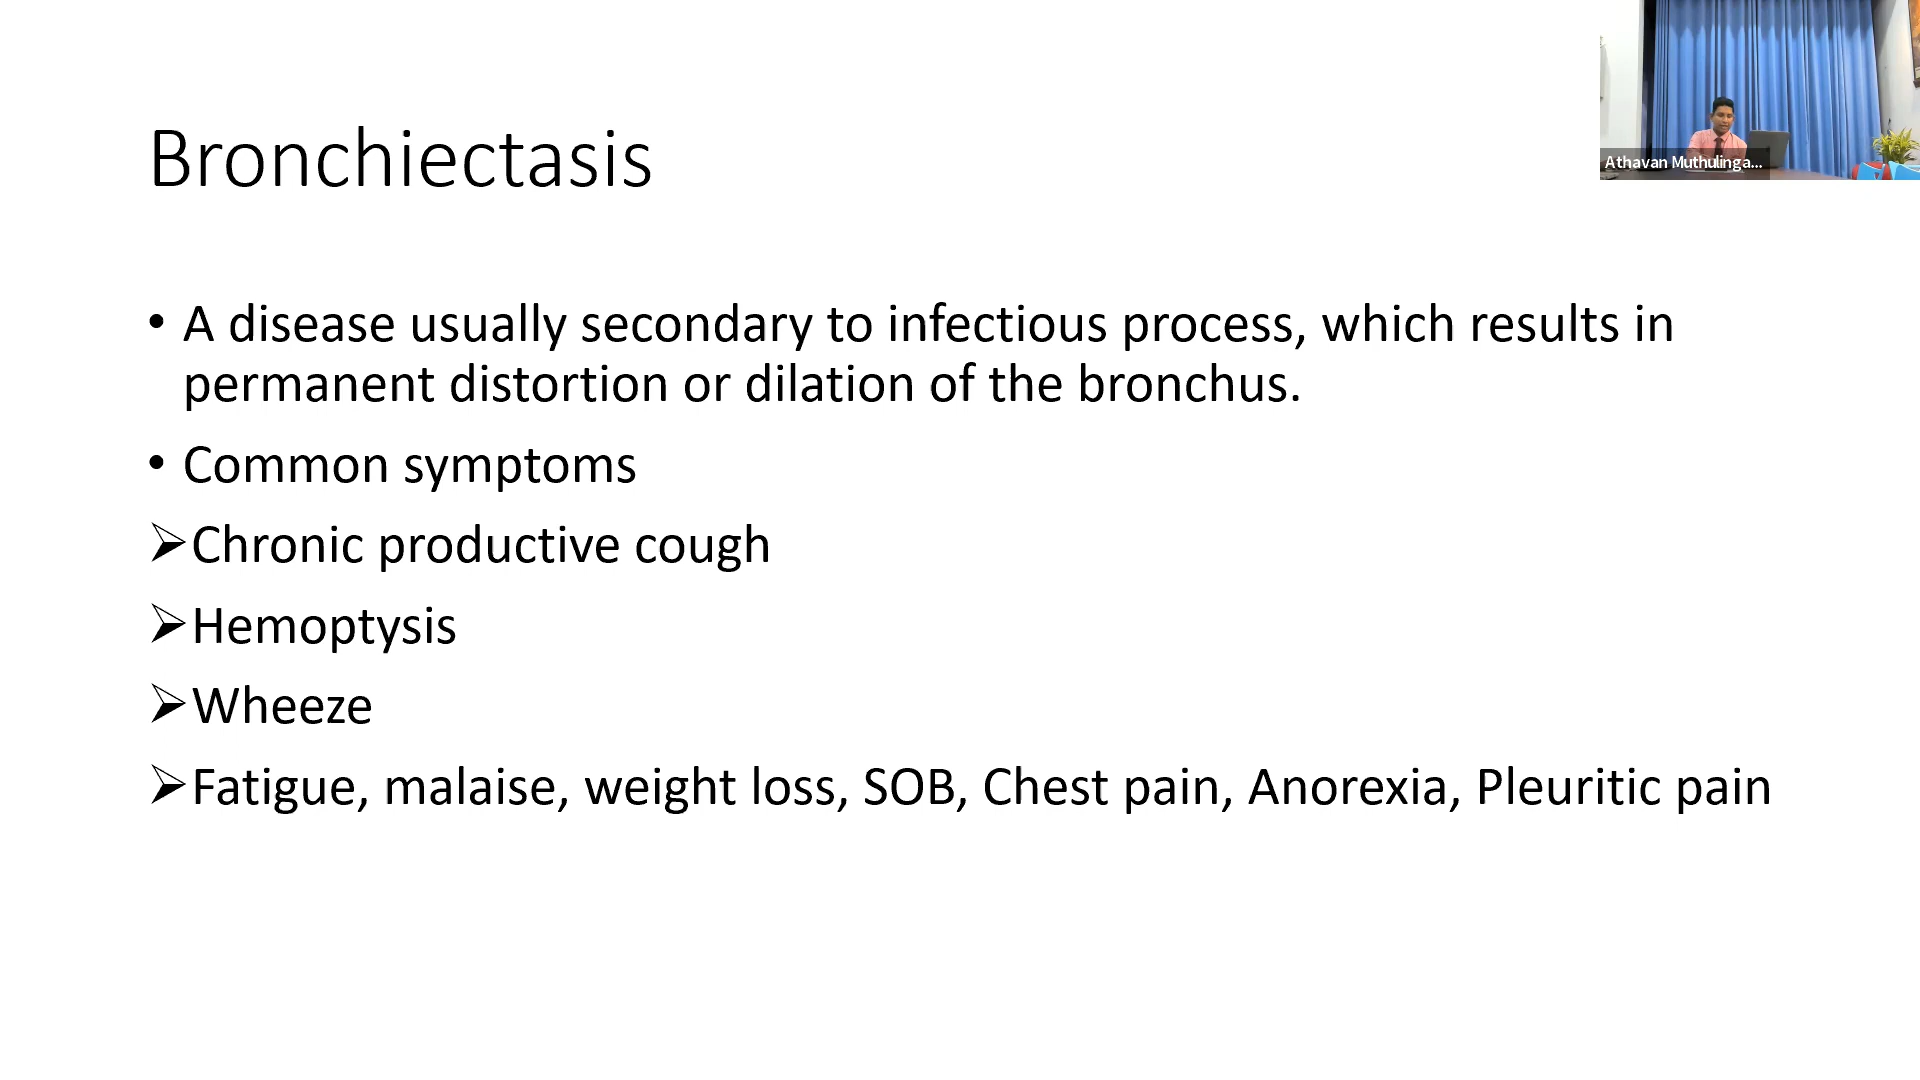 Bronchiectasis
Athavan Muthulinga...
• A disease usually secondary to infectious process, which results in
permanent distortion or dilation of the bronchus.
• Common symptoms
➢Chronic productive cough
➢Hemoptysis
➢Wheeze
➢Fatigue, malaise, weight loss, SOB, Chest pain, Anorexia, Pleuritic pain